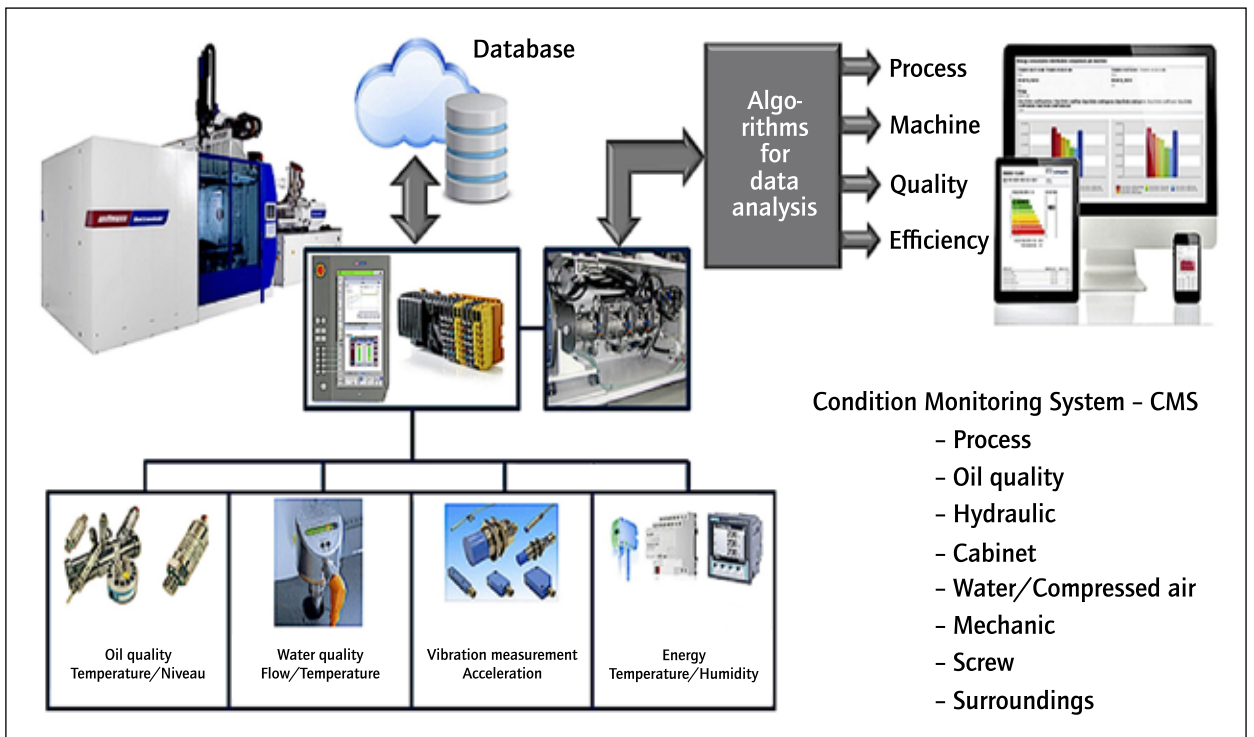 Database
Algo-
rithms
for
data
analysis
Process
Machine
Quality
Efficiency
Condition Monitoring System – CMS
– Process
– Oil quality
– Hydraulic
– Cabinet
– Water/Compressed air
– Mechanic
– Screw
– Surroundings
Oil quality
Temperature/Niveau
Water quality
Flow/Temperature
Vibration measurement
Acceleration
Energy
Temperature/Humidity